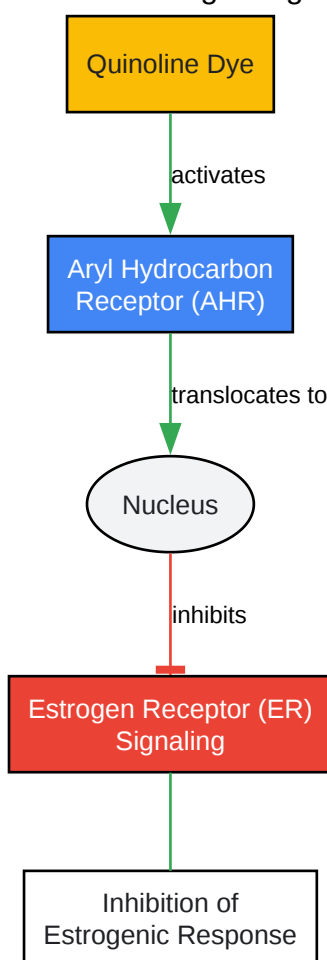 Quinoline Dye
activates
Aryl Hydrocarbon
Receptor (AHR)
translocates to
Nucleus
inhibits
Estrogen Receptor (ER)
Signaling
Inhibition of
Estrogenic Response